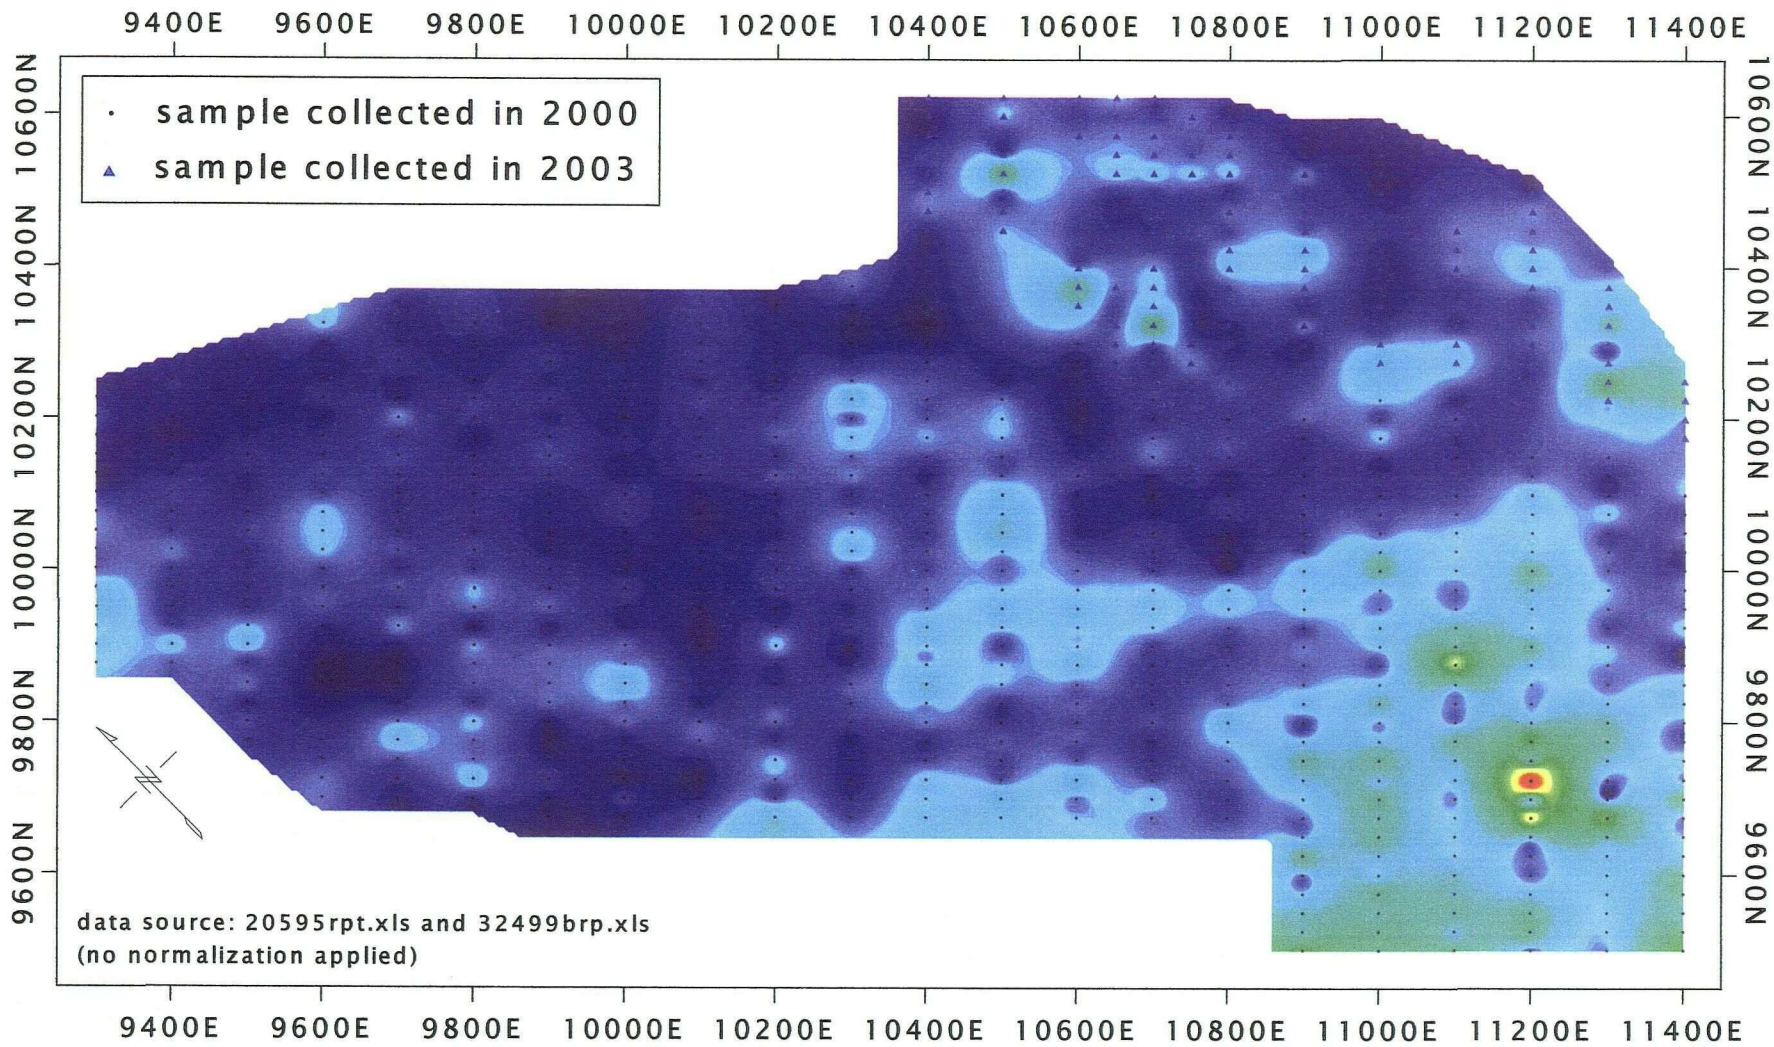 9400E 9600E 9800E 10000E 10200E 10400E 10600E 10800E 11000E 11200E 11400E
sample collected in 2000
sample collected in 2003
10600N
10400N
10200N
10000N
9800N
9600N
10600N
10400N
10200N
10000N
9800N
9600N
data source: 20595rpt.xls and 32499brp.xls
(no normalization applied)
9400E 9600E 9800E 10000E 10200E 10400E 10600E 10800E 11000E 11200E 11400E